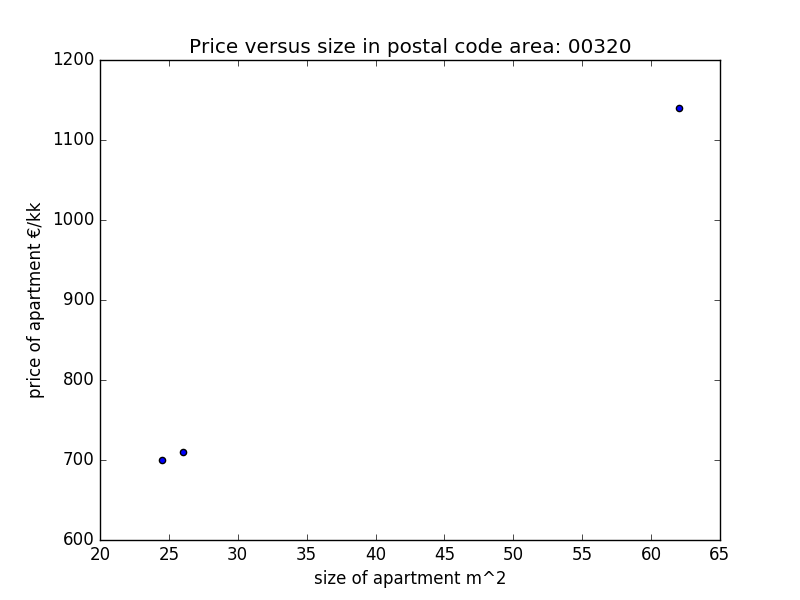 Price versus size in postal code area: 00320
1200
1100
1000
900
800
700
600
price of apartment €/kk
20 25 30 35 40 45 50 55 60 65
size of apartment m^2